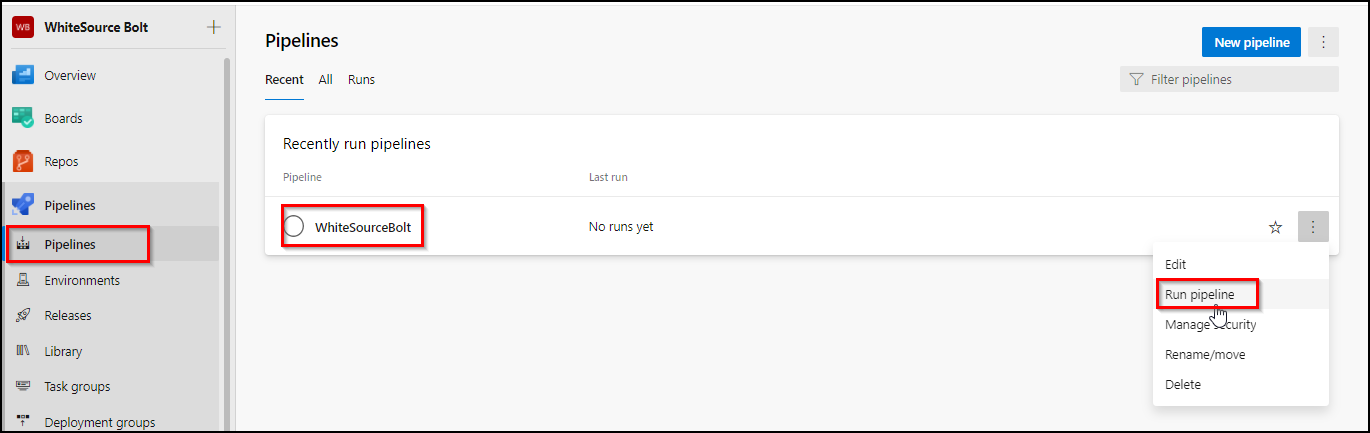 WB WhiteSource Bolt +
Overview
Boards
Repos
Pipelines
Pipelines
Environments
Releases
Library
Task groups
Deployment groups
Pipelines
New pipeline
Recent All Runs
Filter pipelines
Recently run pipelines
Pipeline Last run
WhiteSourceBolt No runs yet
Edit
Run pipeline
Manage security
Rename/move
Delete